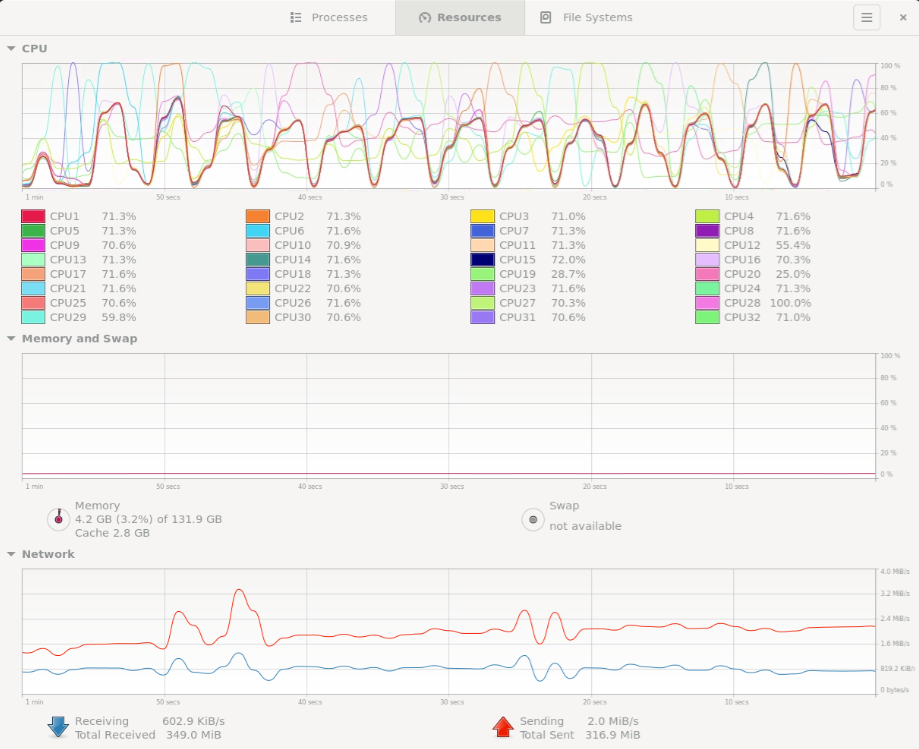 Processes Resources File Systems
CPU
100 %
80 %
60 %
40 %
20 %
0 %
1 min 50 secs 40 secs 30 secs 20 secs 10 secs
CPU1 71.3% CPU2 71.3% CPU3 71.0% CPU4 71.6%
CPU5 71.3% CPU6 71.6% CPU7 71.3% CPU8 71.6%
CPU9 70.6% CPU10 70.9% CPU11 71.3% CPU12 55.4%
CPU13 71.3% CPU14 71.6% CPU15 72.0% CPU16 70.3%
CPU17 71.6% CPU18 71.3% CPU19 28.7% CPU20 25.0%
CPU21 71.6% CPU22 70.6% CPU23 71.6% CPU24 71.3%
CPU25 70.6% CPU26 71.6% CPU27 70.3% CPU28 100.0%
CPU29 59.8% CPU30 70.6% CPU31 70.6% CPU32 71.0%
Memory and Swap
100 %
80 %
60 %
40 %
20 %
0 %
1 min 50 secs 40 secs 30 secs 20 secs 10 secs
Memory
4.2 GB (3.2%) of 131.9 GB
Cache 2.8 GB
Swap
not available
Network
4.0 MiB/s
3.2 MiB/s
2.4 MiB/s
1.6 MiB/s
819.2 KiB/s
0 bytes/s
1 min 50 secs 40 secs 30 secs 20 secs 10 secs
Receiving 602.9 KiB/s
Total Received 349.0 MiB
Sending 2.0 MiB/s
Total Sent 316.9 MiB